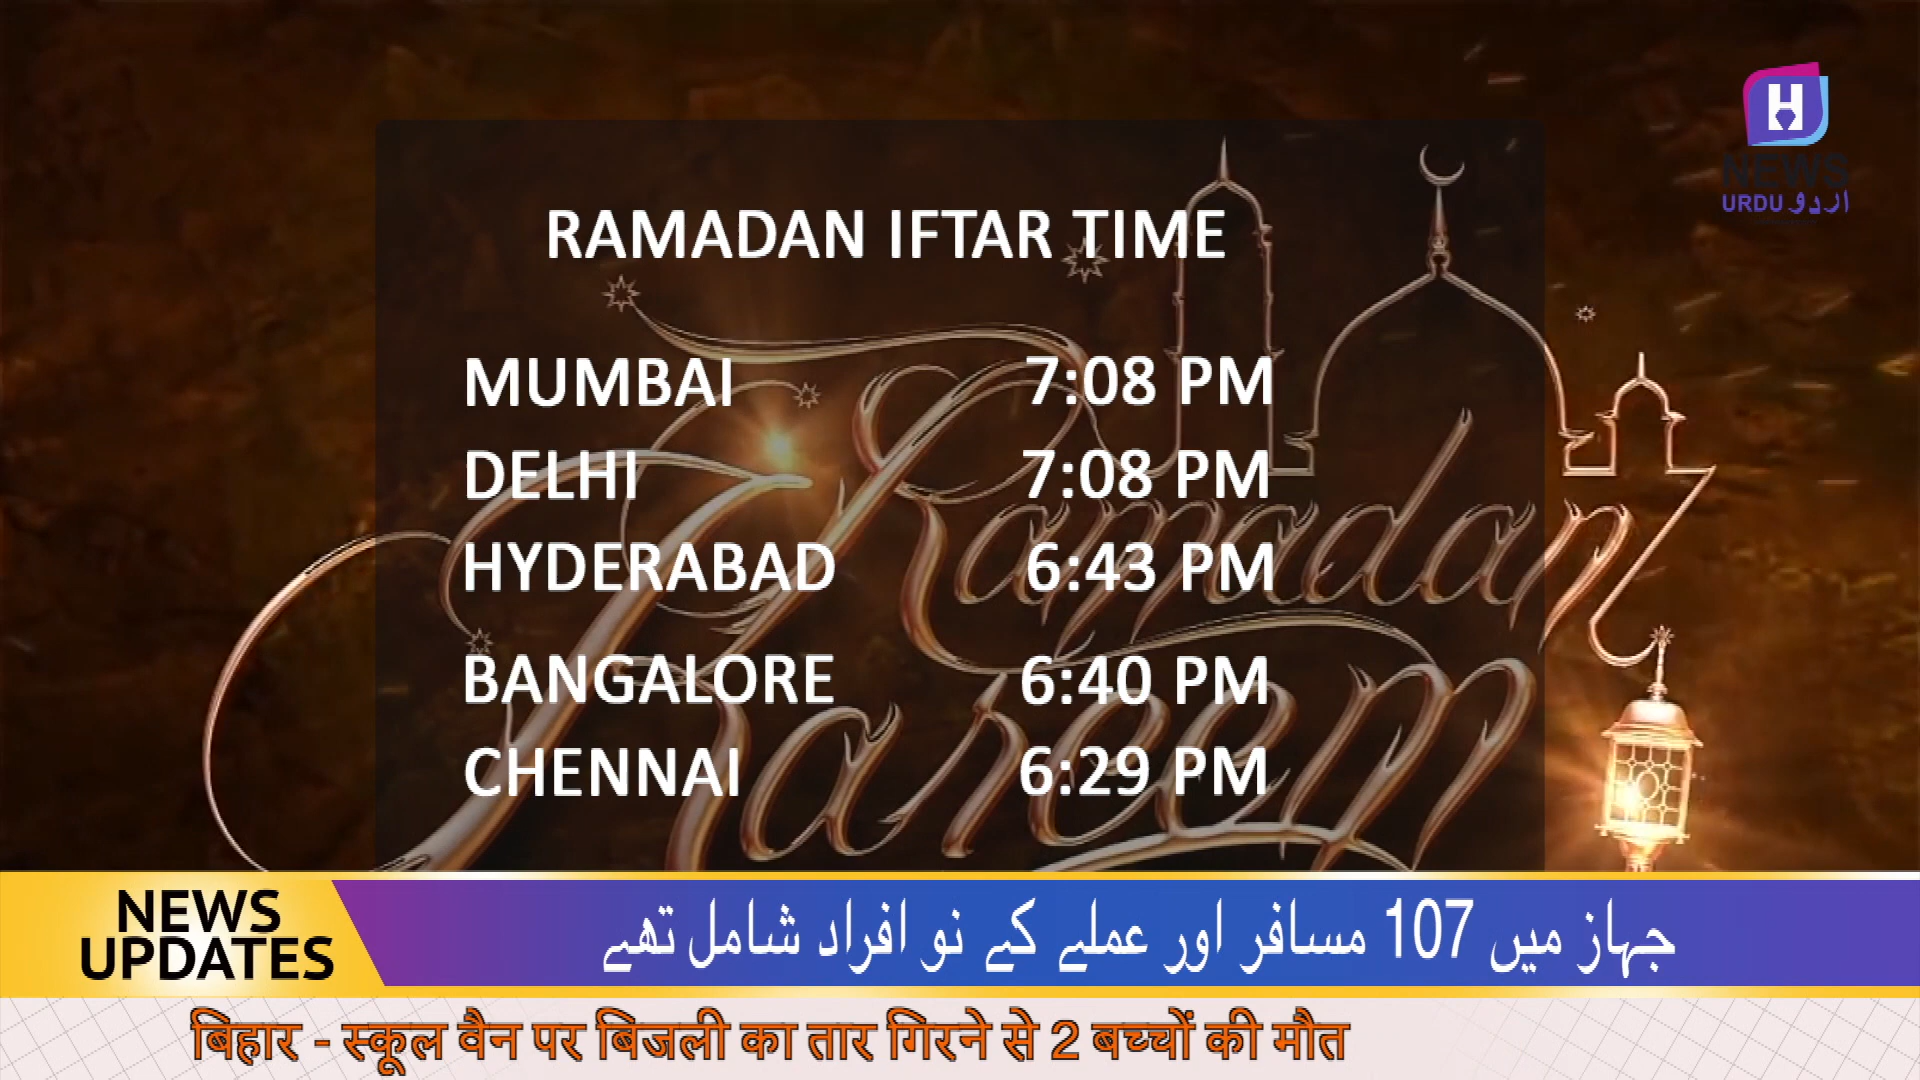 H
NEWS
URDU اردو
RAMADAN IFTAR TIME
MUMBAI 7:08 PM
DELHI 7:08 PM
HYDERABAD 6:43 PM
BANGALORE 6:40 PM
CHENNAI 6:29 PM
Ramadan
Kareem
NEWS
UPDATES
جہاز میں 107 مسافر اور عملے کے نو افراد شامل تھے
बिहार - स्कूल वैन पर बिजली का तार गिरने से 2 बच्चों की मौत